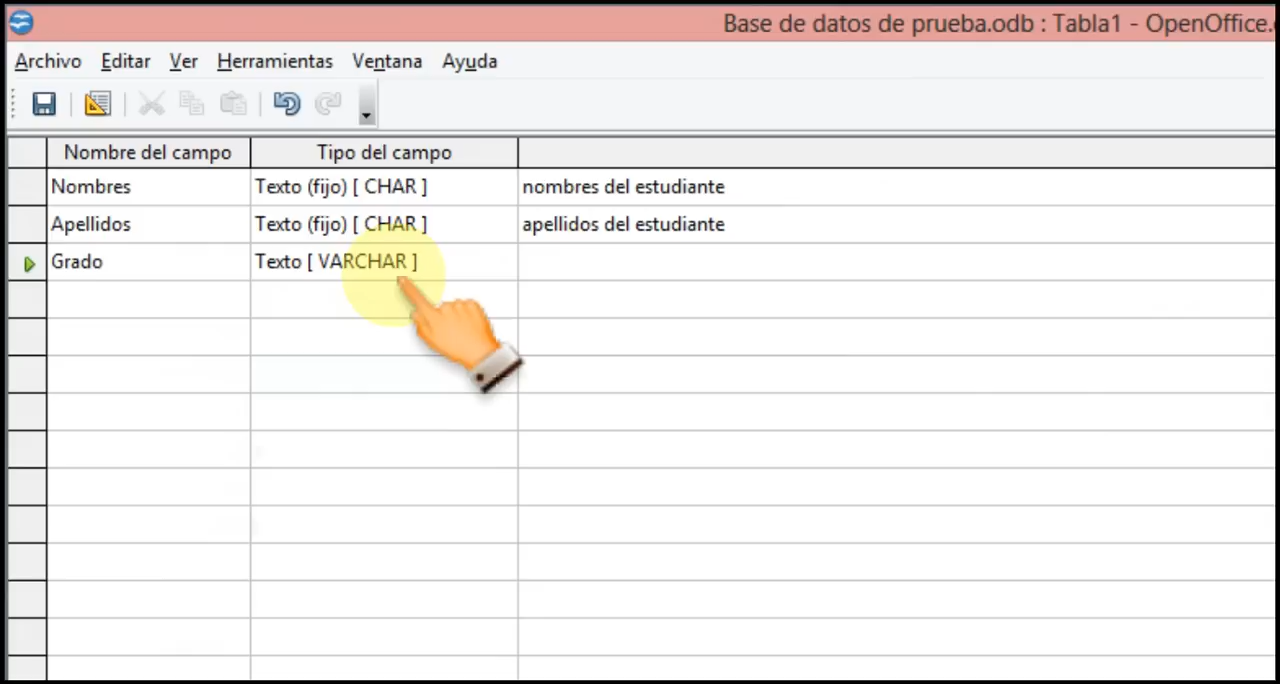 Base de datos de prueba.odb : Tabla1 - OpenOffice.
Archivo Editar Ver Herramientas Ventana Ayuda
Nombre del campo Tipo del campo
Nombres Texto (fijo) [ CHAR ] nombres del estudiante
Apellidos Texto (fijo) [ CHAR ] apellidos del estudiante
Grado Texto [ VARCHAR ]